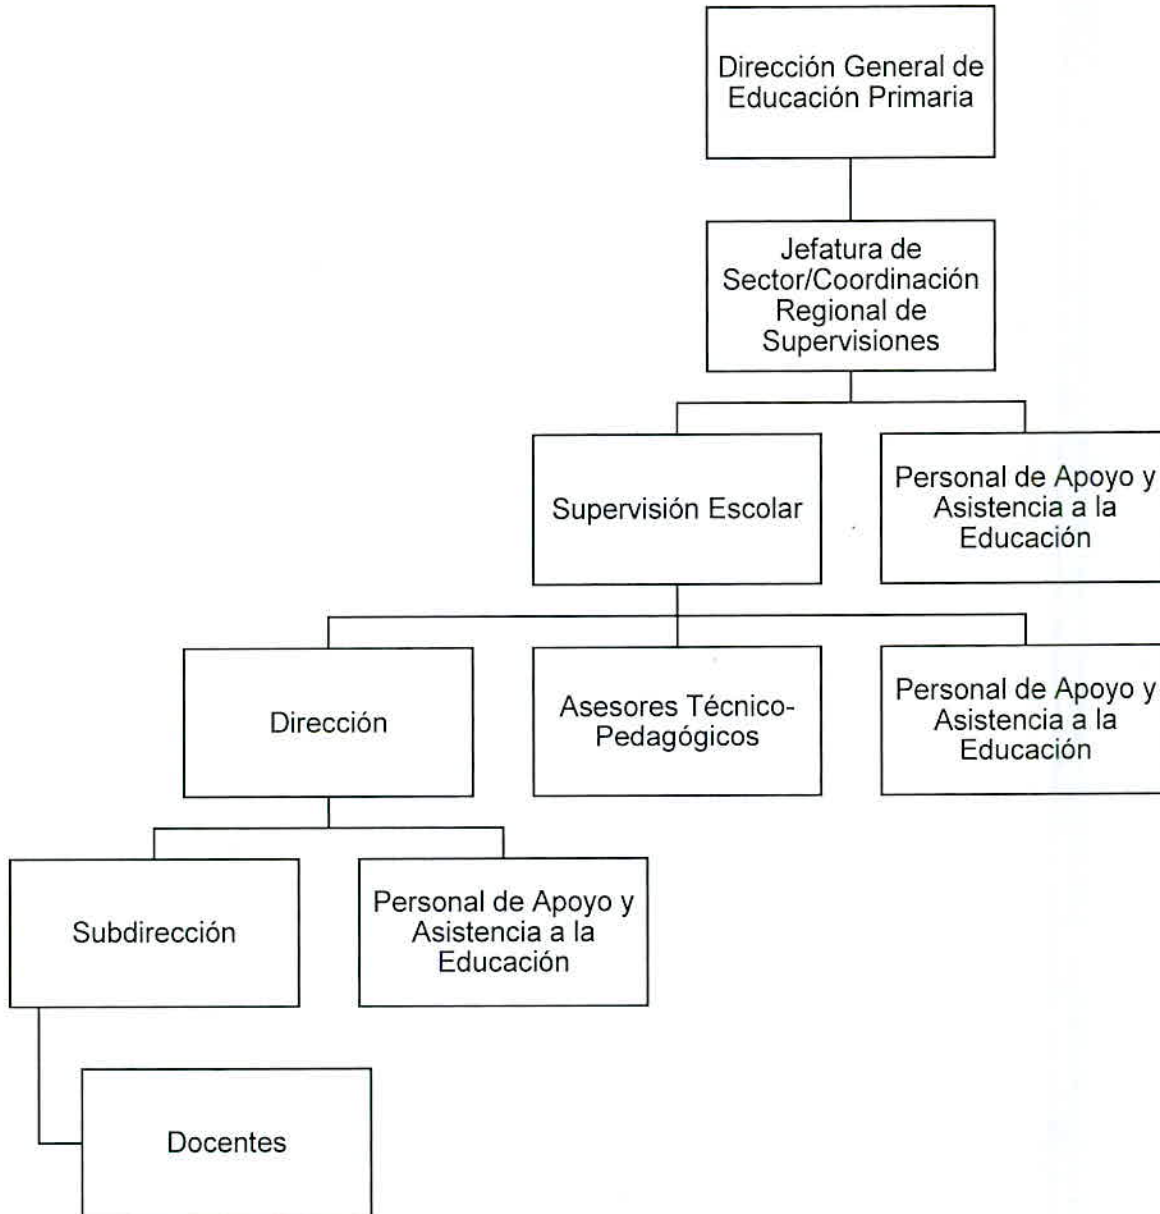 Dirección General de
Educación Primaria
Jefatura de
Sector/Coordinación
Regional de
Supervisiones
Supervisión Escolar
Personal de Apoyo y
Asistencia a la
Educación
Dirección
Asesores Técnico-
Pedagógicos
Personal de Apoyo y
Asistencia a la
Educación
Subdirección
Personal de Apoyo y
Asistencia a la
Educación
Docentes